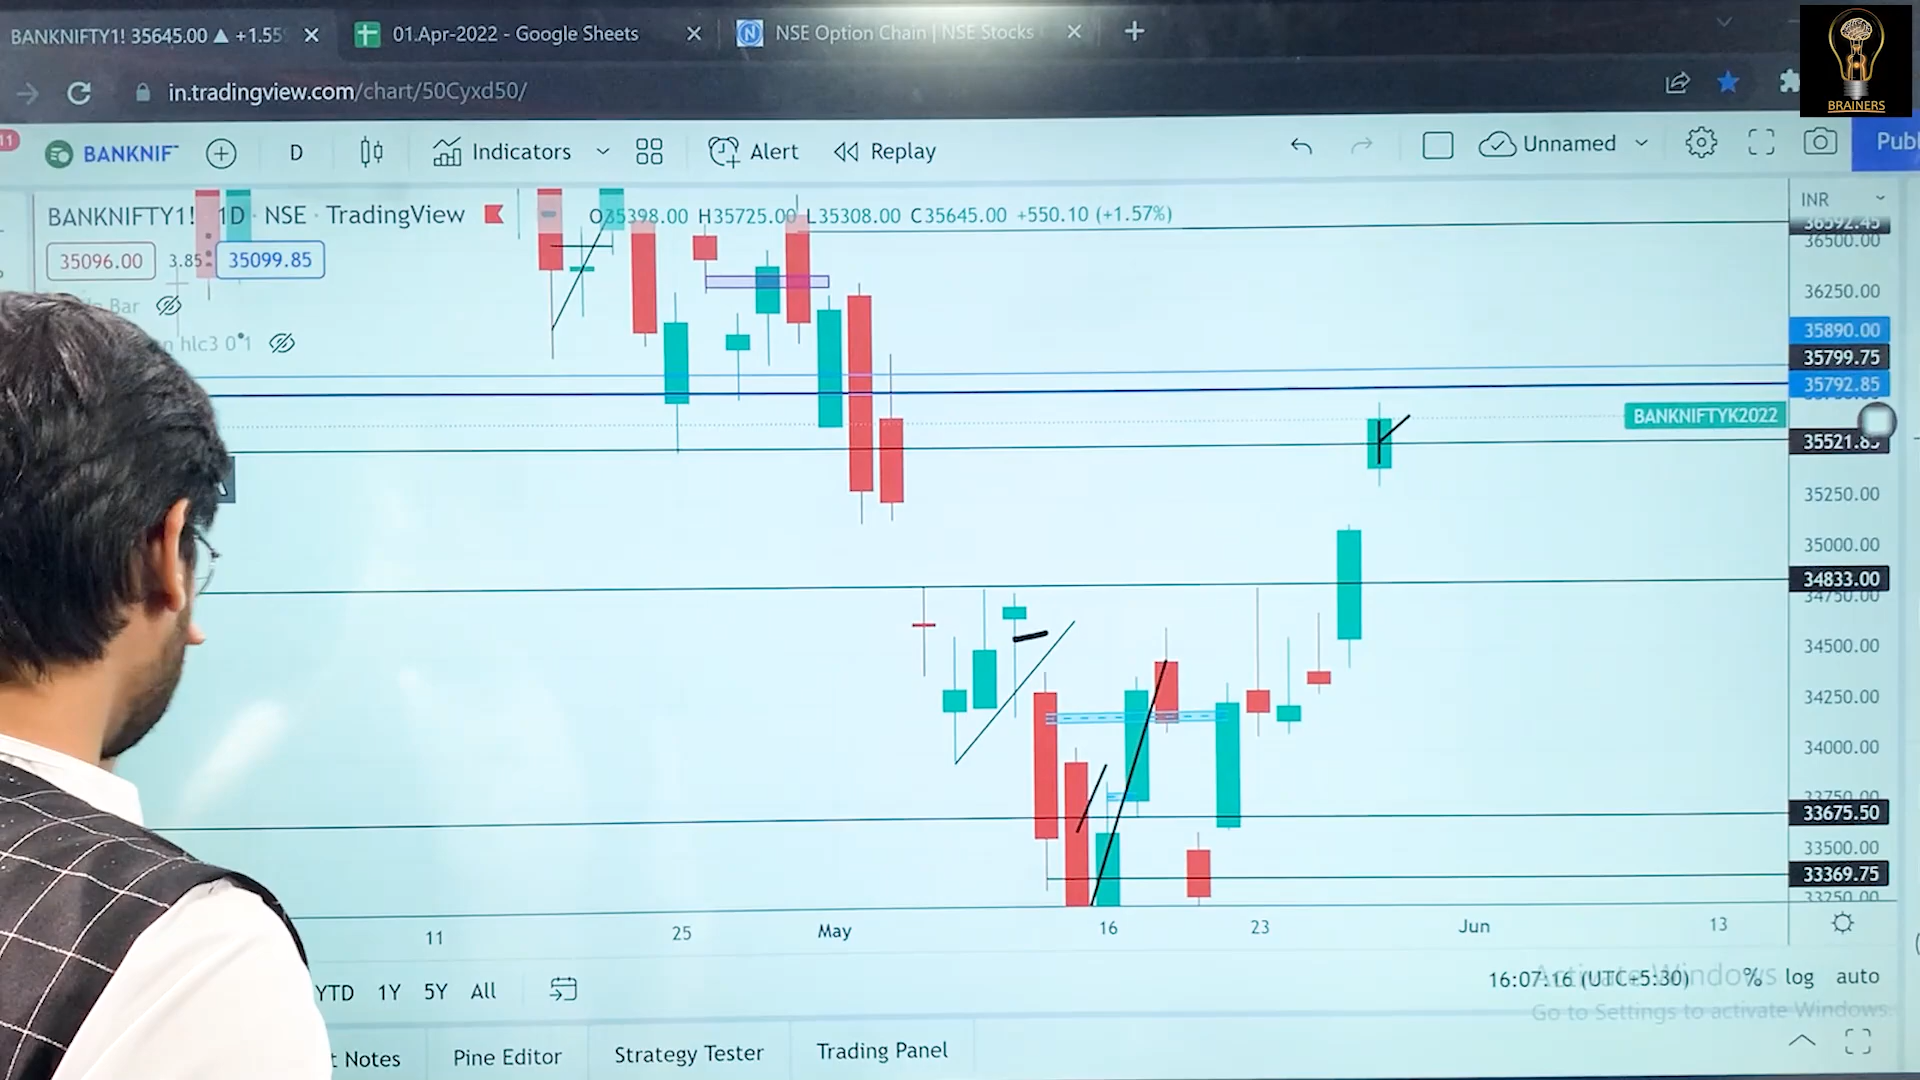 BANKNIFTY1! 35645.00 ▲ +1.55
01.Apr-2022 - Google Sheets
NSE Option Chain | NSE Stocks
BRAINERS
in.tradingview.com/chart/50Cyxd50/
11
BANKNIF
D
Indicators
Alert
Replay
Unnamed
Publ
BANKNIFTY1! 1D · NSE · TradingView
O35398.00 H35725.00 L35308.00 C35645.00 +550.10 (+1.57%)
INR
36592.45
36500.00
35096.00
3.85
35099.85
36250.00
Bar
hlc3 0 1
35890.00
35799.75
35792.85
BANKNIFTYK2022
35521.85
35250.00
35000.00
34833.00
34750.00
34500.00
34250.00
34000.00
33750.00
33675.50
33500.00
33369.75
33250.00
11
25
May
16
23
Jun
13
YTD
1Y
5Y
All
16:07:16 (UTC+5:30)
%
log
auto
Activate Windows
Go to Settings to activate Windows.
t Notes
Pine Editor
Strategy Tester
Trading Panel